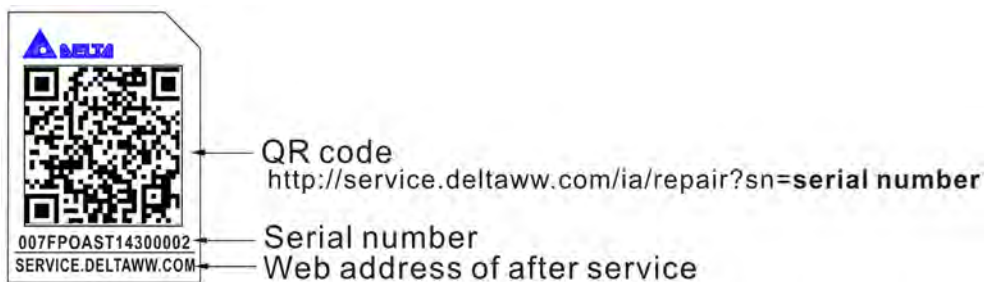 DELTA
QR code
http://service.deltaww.com/ia/repair?sn=serial number
007FPOAST14300002
Serial number
SERVICE.DELTAWW.COM
Web address of after service